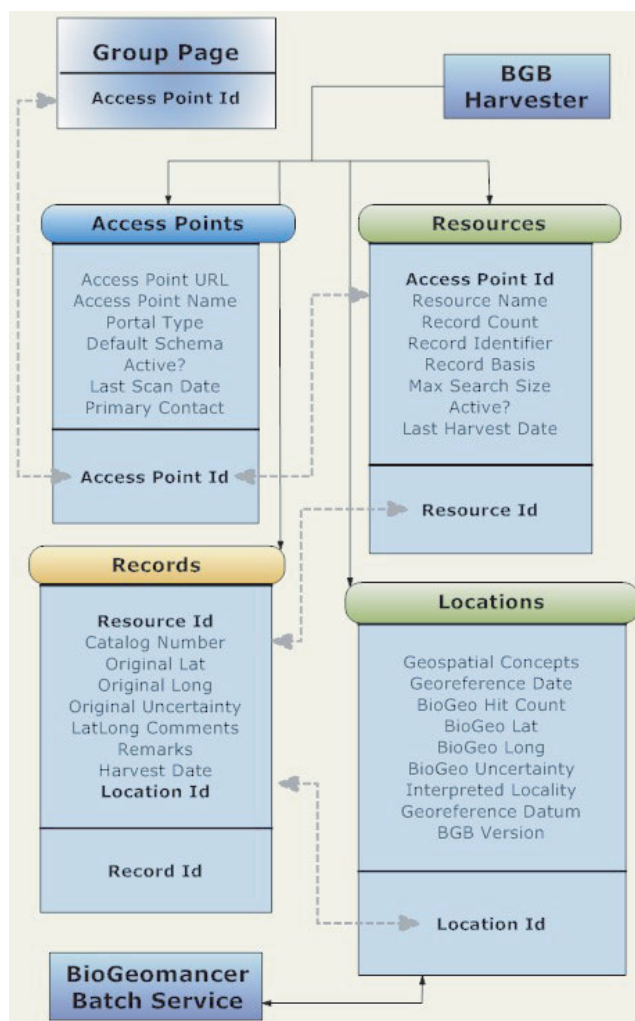 Group Page
Access Point Id
BGB
Harvester
Access Points
Access Point URL
Access Point Name
Portal Type
Default Schema
Active?
Last Scan Date
Primary Contact
Access Point Id
Resources
Access Point Id
Resource Name
Record Count
Record Identifier
Record Basis
Max Search Size
Active?
Last Harvest Date
Resource Id
Records
Resource Id
Catalog Number
Original Lat
Original Long
Original Uncertainty
LatLong Comments
Remarks
Harvest Date
Location Id
Record Id
Locations
Geospatial Concepts
Georeference Date
BioGeo Hit Count
BioGeo Lat
BioGeo Long
BioGeo Uncertainty
Interpreted Locality
Georeference Datum
BGB Version
Location Id
BioGeomancer
Batch Service